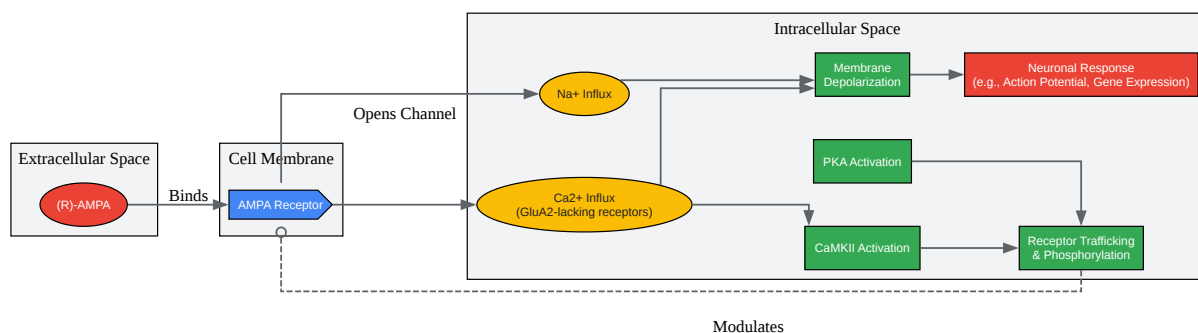 Intracellular Space
Membrane
Depolarization
Neuronal Response
(e.g., Action Potential, Gene Expression)
Na+ Influx
Opens Channel
Extracellular Space
Cell Membrane
PKA Activation
(R)-AMPA
Binds
AMPA Receptor
Ca2+ Influx
(GluA2-lacking receptors)
CaMKII Activation
Receptor Trafficking
& Phosphorylation
Modulates